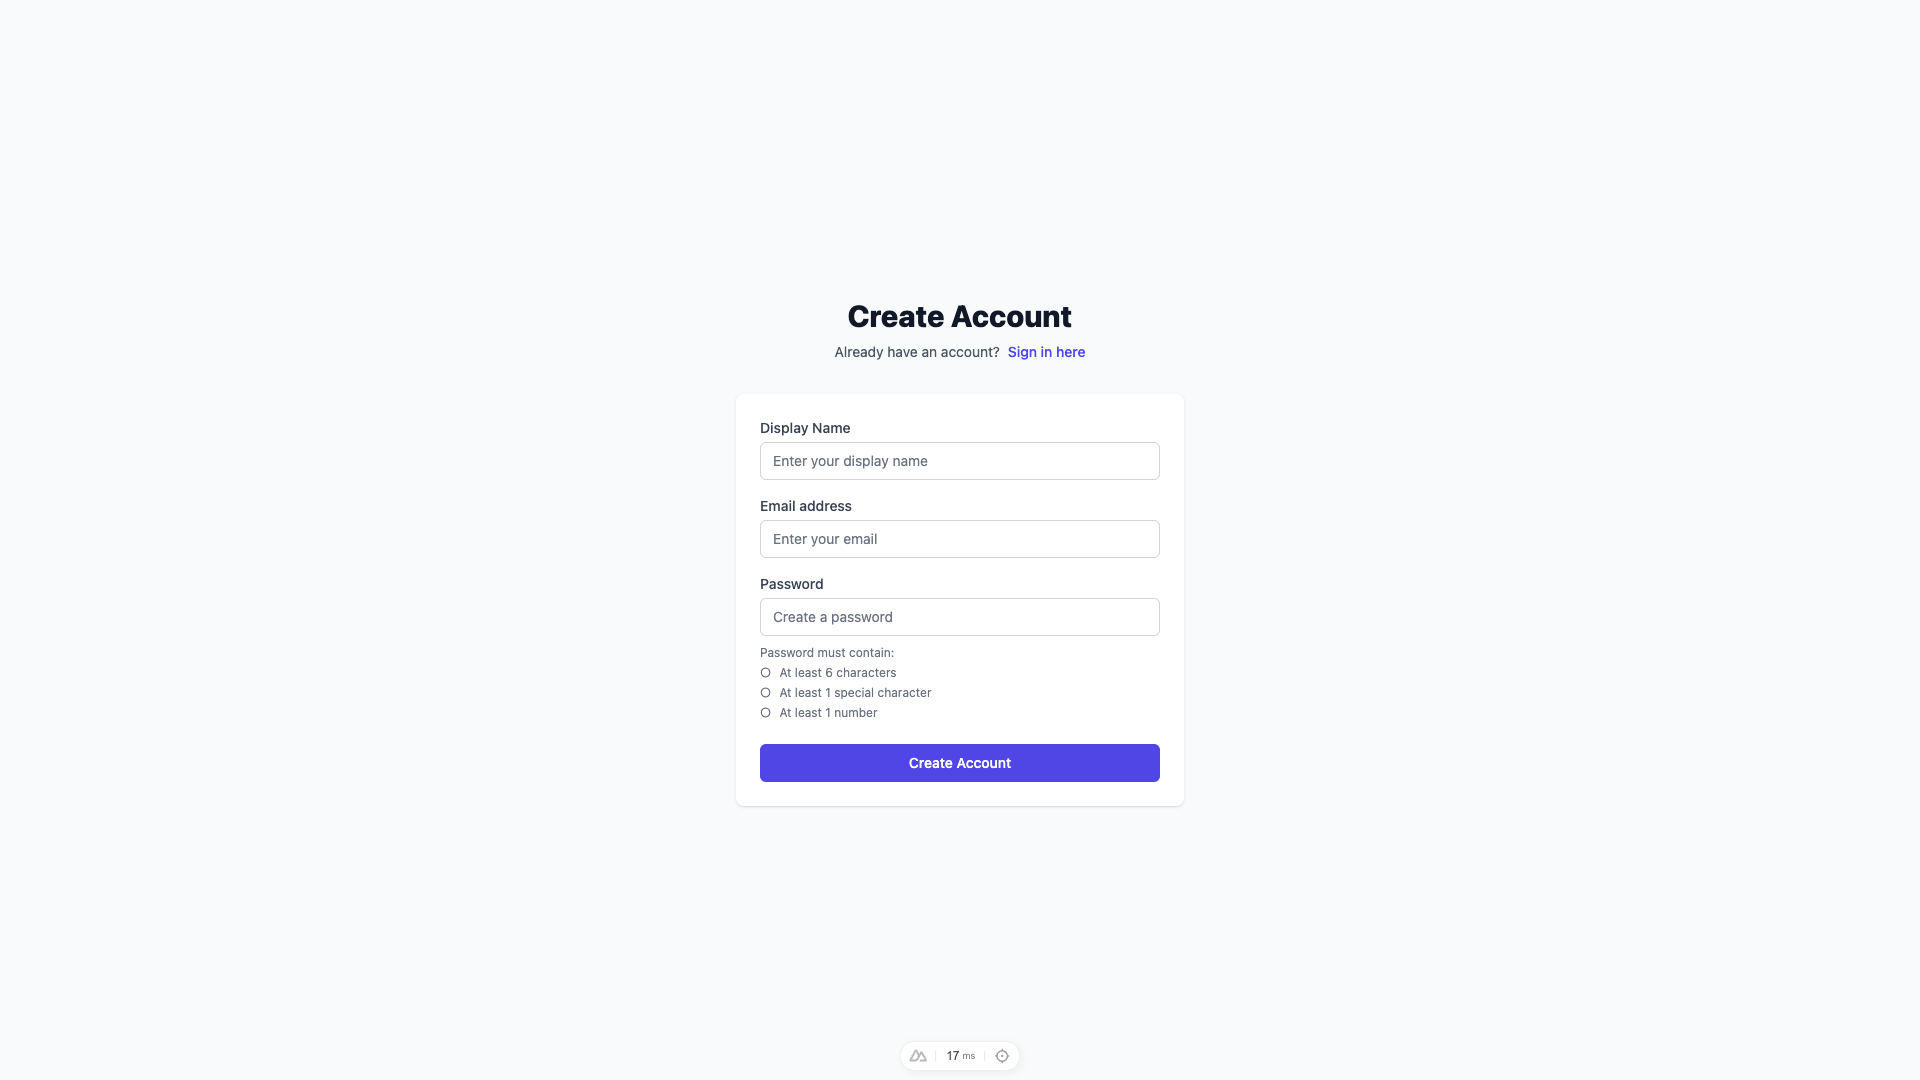 Create Account
Already have an account? Sign in here
Display Name
Enter your display name
Email address
Enter your email
Password
Create a password
Password must contain:
At least 6 characters
At least 1 special character
At least 1 number
Create Account
17 ms